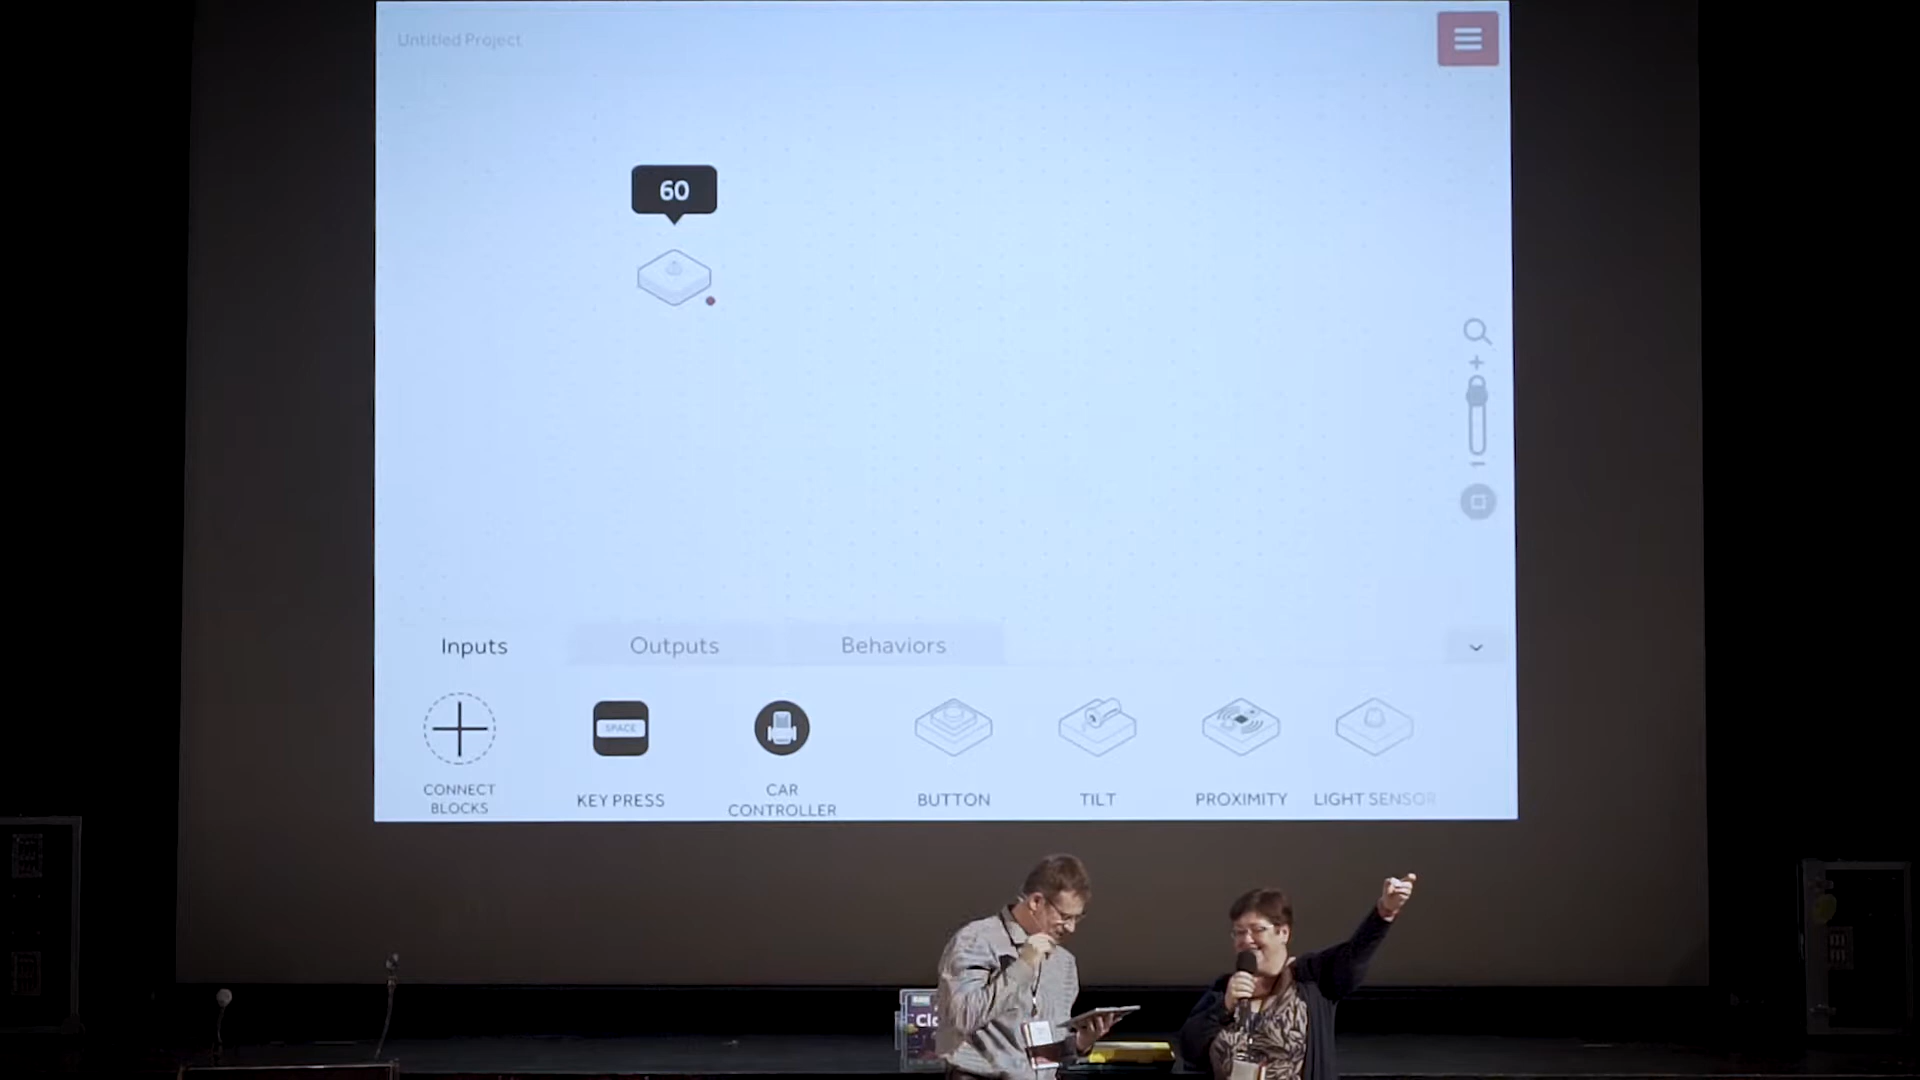 Untitled Project
60
Inputs
Outputs
Behaviors
SPACE
CONNECT
BLOCKS
KEY PRESS
CAR
CONTROLLER
BUTTON
TILT
PROXIMITY
LIGHT SENSOR